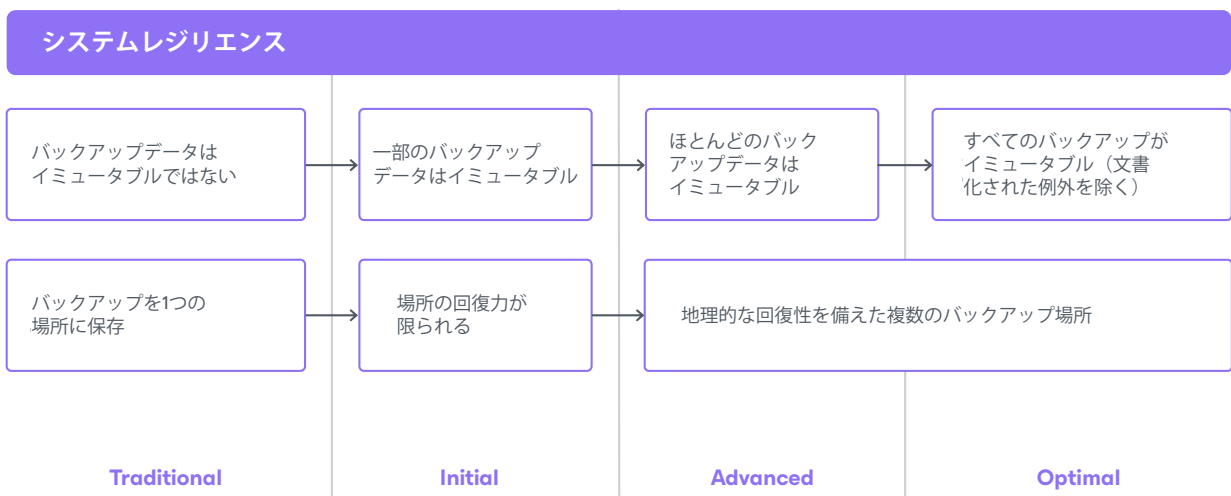 システムレジリエンス
バックアップデータは
イミュータブルではない
一部のバックアップ
データはイミュータブル
ほとんどのバック
アップデータは
イミュータブル
すべてのバックアップが
イミュータブル（文書
化された例外を除く）
バックアップを1つの
場所に保存
場所の回復力が
限られる
地理的な回復性を備えた複数のバックアップ場所
Traditional
Initial
Advanced
Optimal